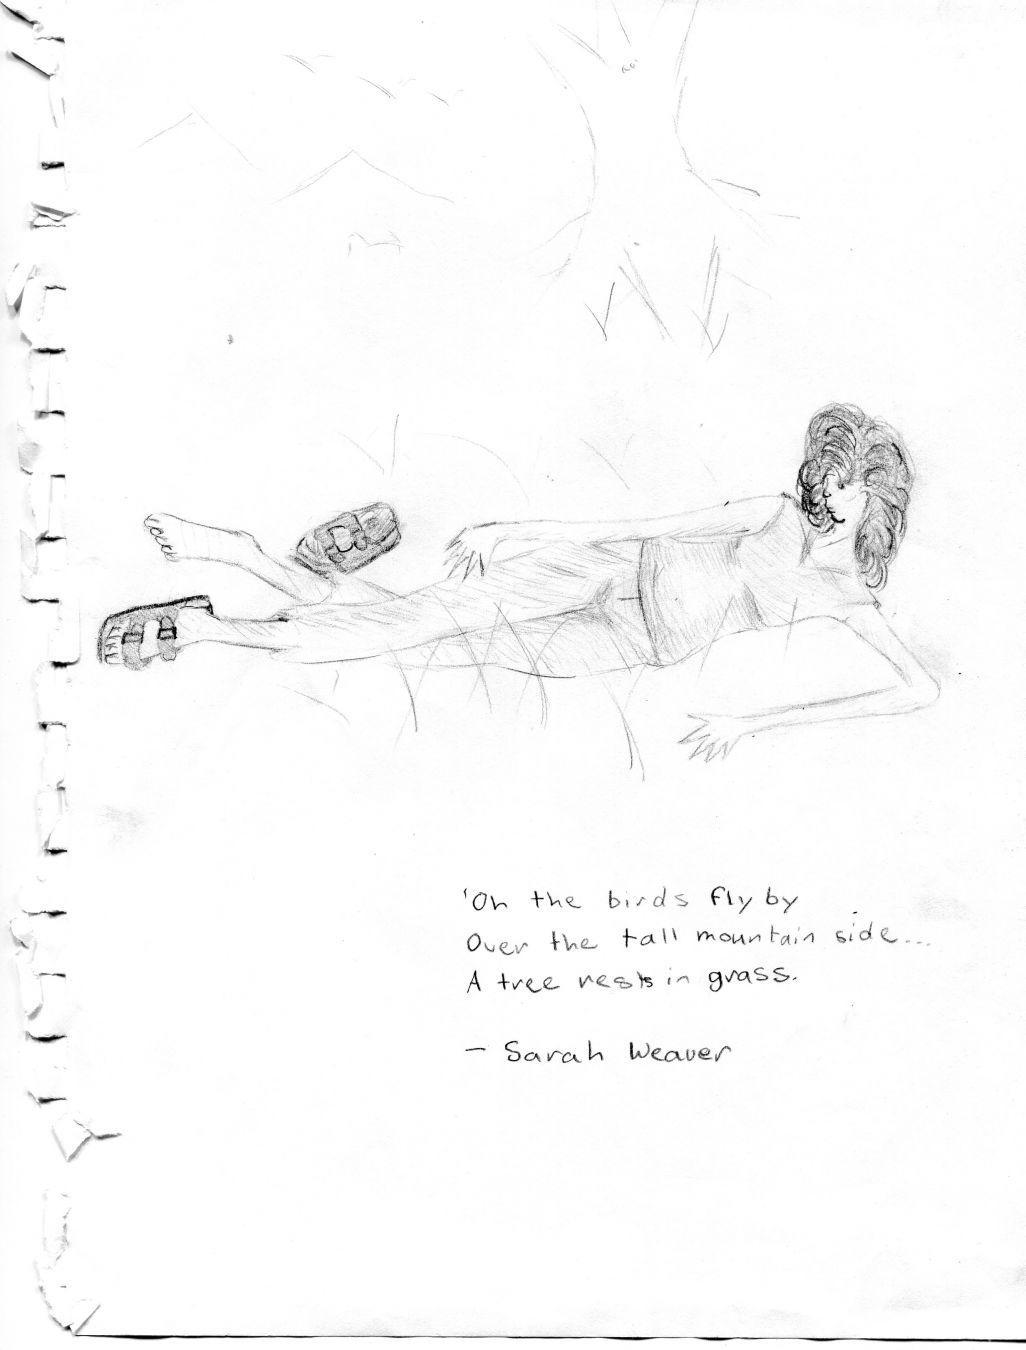 'Oh the birds fly by
Over the tall mountain side...
A tree rests in grass.
— Sarah Weaver